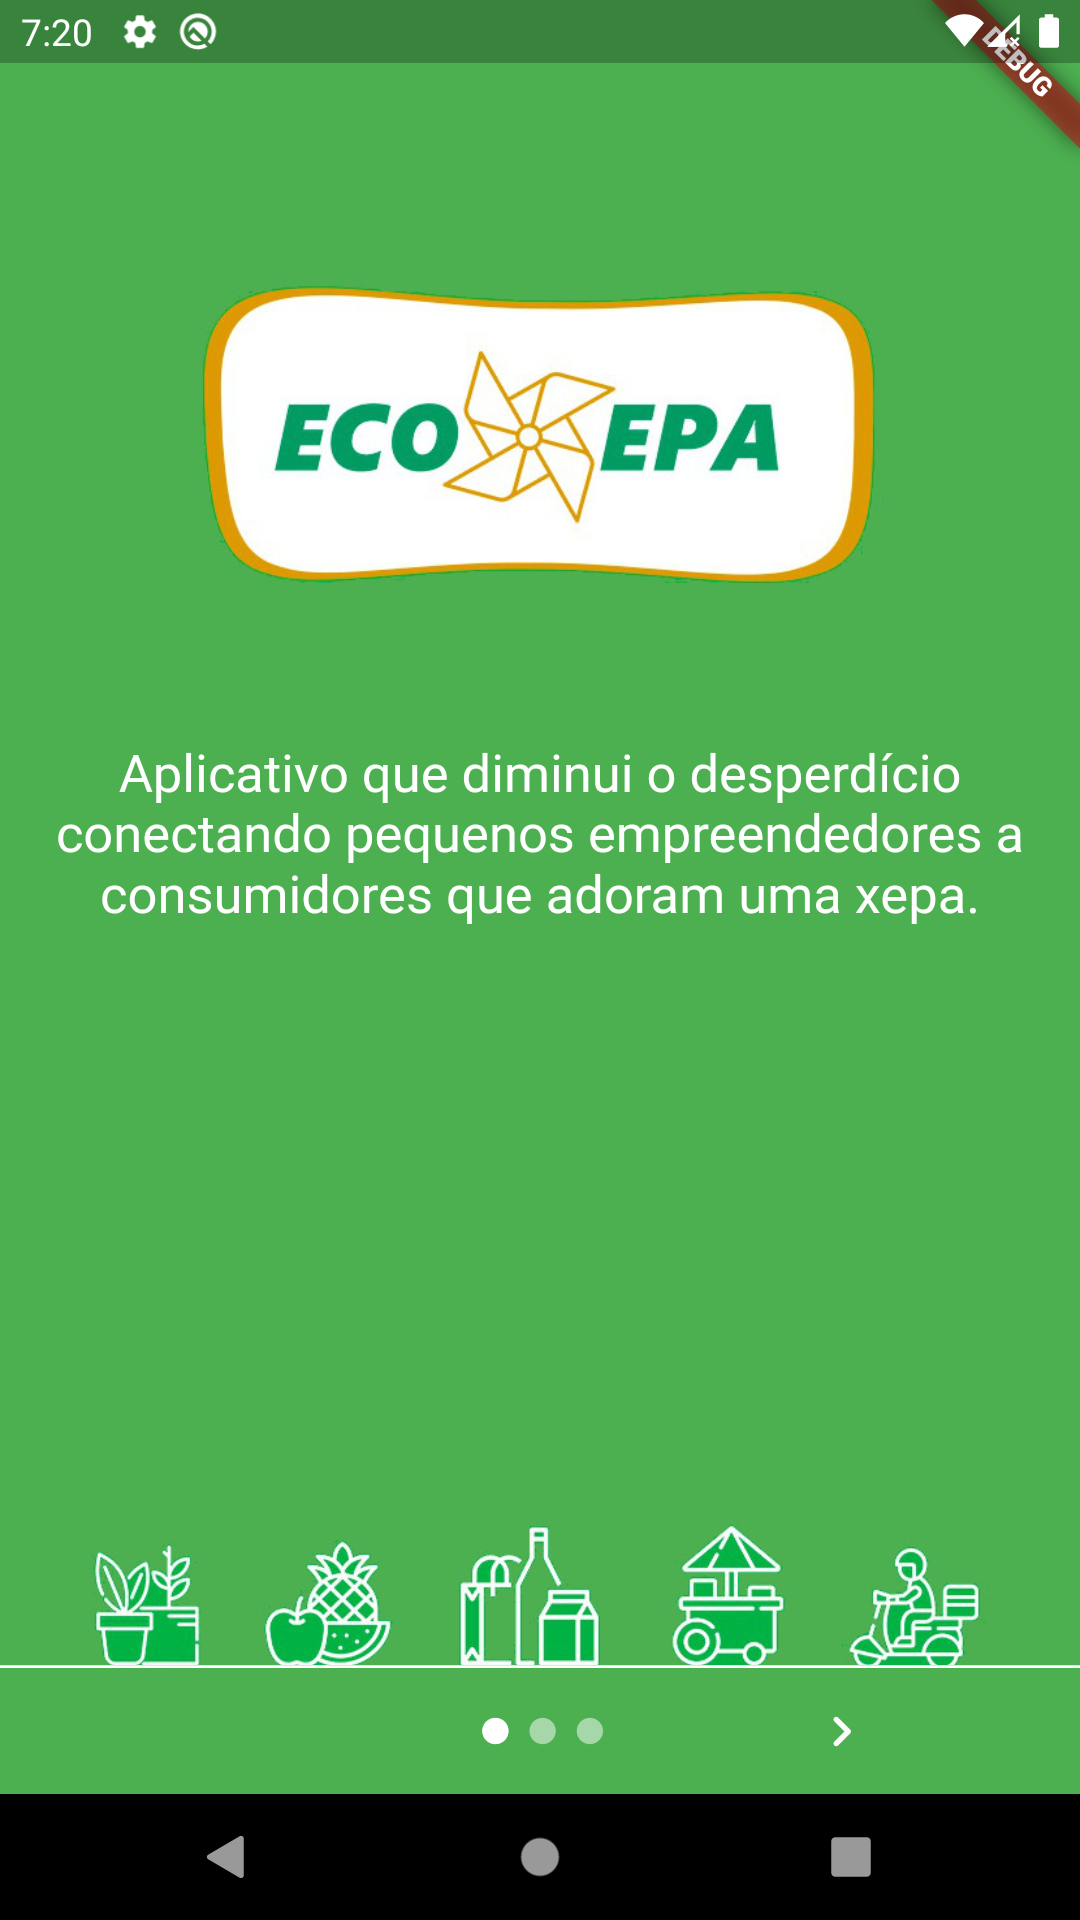 7:20
DEBUG
ECO EPA
Aplicativo que diminui o desperdício
conectando pequenos empreendedores a
consumidores que adoram uma xepa.